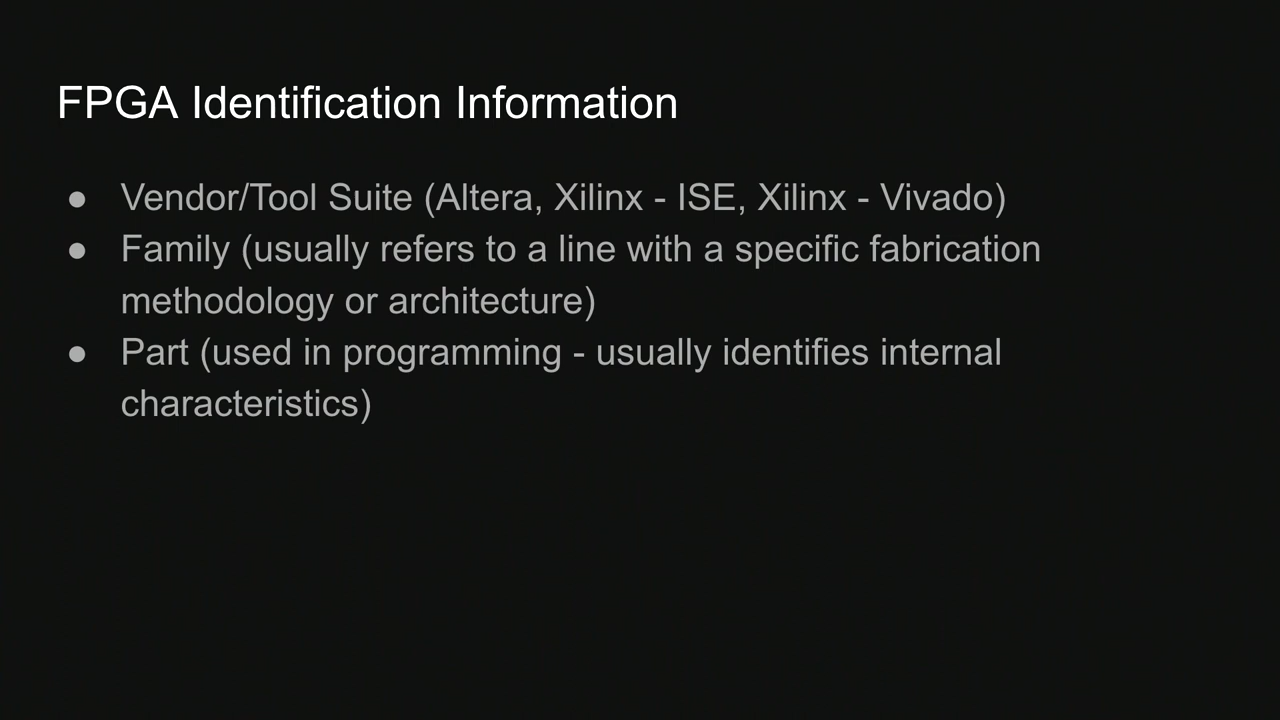 FPGA Identification Information
● Vendor/Tool Suite (Altera, Xilinx - ISE, Xilinx - Vivado)
● Family (usually refers to a line with a specific fabrication
methodology or architecture)
● Part (used in programming - usually identifies internal
characteristics)